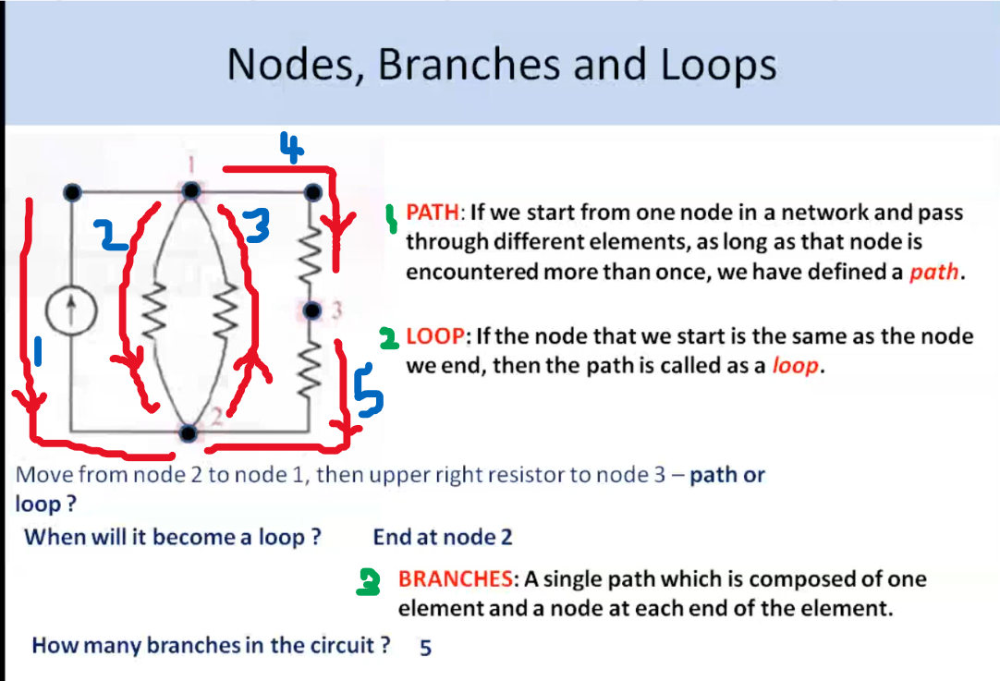 Nodes, Branches and Loops
4
1
2
3
1 PATH: If we start from one node in a network and pass
through different elements, as long as that node is
encountered more than once, we have defined a path.
3
1
2 LOOP: If the node that we start is the same as the node
we end, then the path is called as a loop.
5
2
Move from node 2 to node 1, then upper right resistor to node 3 – path or
loop ?
When will it become a loop ? End at node 2
3 BRANCHES: A single path which is composed of one
element and a node at each end of the element.
How many branches in the circuit ? 5